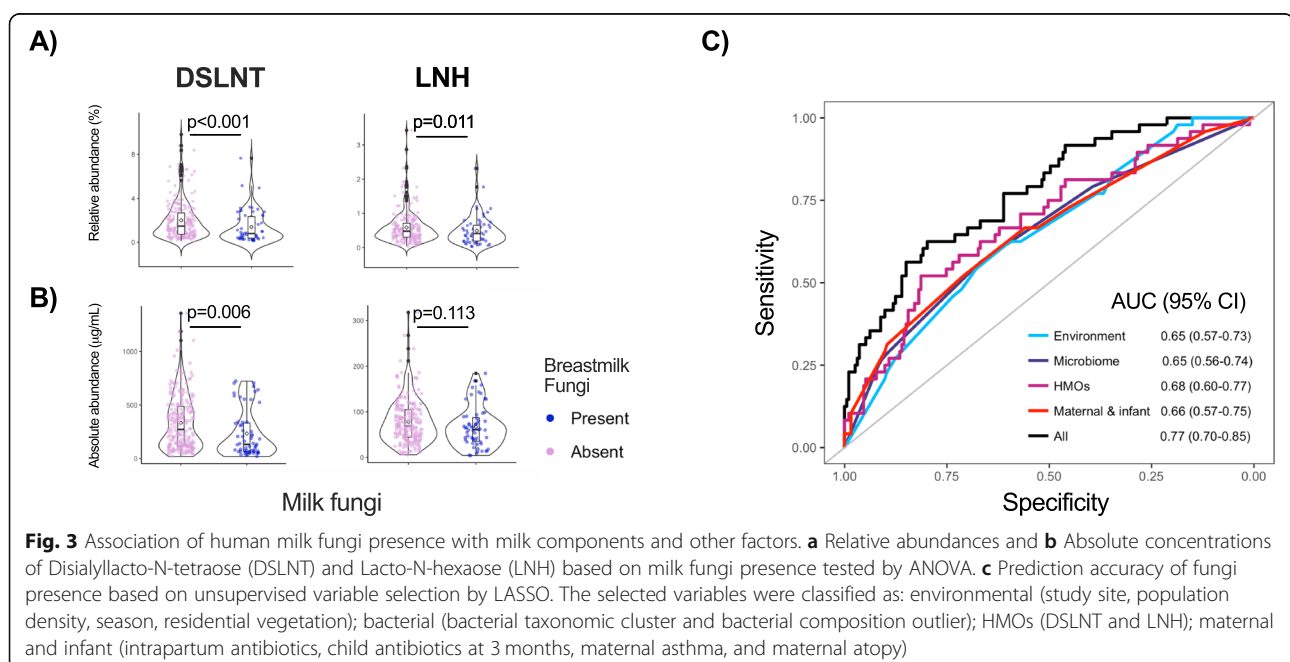 A)
DSLNT
LNH
p<0.001
p=0.011
Relative abundance (%)
8
4
2
0
3
2
1
0
B)
p=0.006
p=0.113
Absolute abundance (µg/mL)
1000
500
0
300
200
100
0
Breastmilk
Fungi
Present
Absent
Milk fungi
C)
Sensitivity
1.00
0.75
0.50
0.25
0.00
1.00
0.75
0.50
0.25
0.00
Specificity
AUC (95% CI)
Environment 0.65 (0.57-0.73)
Microbiome 0.65 (0.56-0.74)
HMOs 0.68 (0.60-0.77)
Maternal & infant 0.66 (0.57-0.75)
All 0.77 (0.70-0.85)
Fig. 3 Association of human milk fungi presence with milk components and other factors. a Relative abundances and b Absolute concentrations
of Disialyllacto-N-tetraose (DSLNT) and Lacto-N-hexaose (LNH) based on milk fungi presence tested by ANOVA. c Prediction accuracy of fungi
presence based on unsupervised variable selection by LASSO. The selected variables were classified as: environmental (study site, population
density, season, residential vegetation); bacterial (bacterial taxonomic cluster and bacterial composition outlier); HMOs (DSLNT and LNH); maternal
and infant (intrapartum antibiotics, child antibiotics at 3 months, maternal asthma, and maternal atopy)